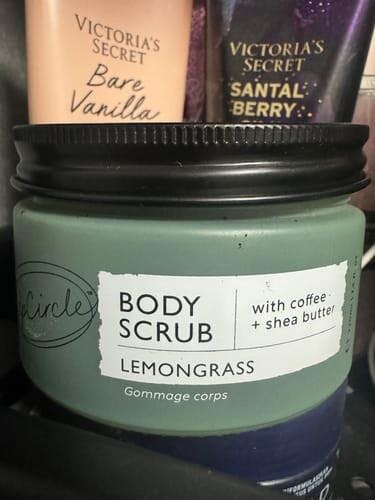 VICTORIA'S
SECRET
Bare
Vanilla
VICTORIA'S
SECRET
SANTAL
BERRY
BODY
SCRUB
with coffee
+ shea butter
LEMONGRASS
Gommage corps